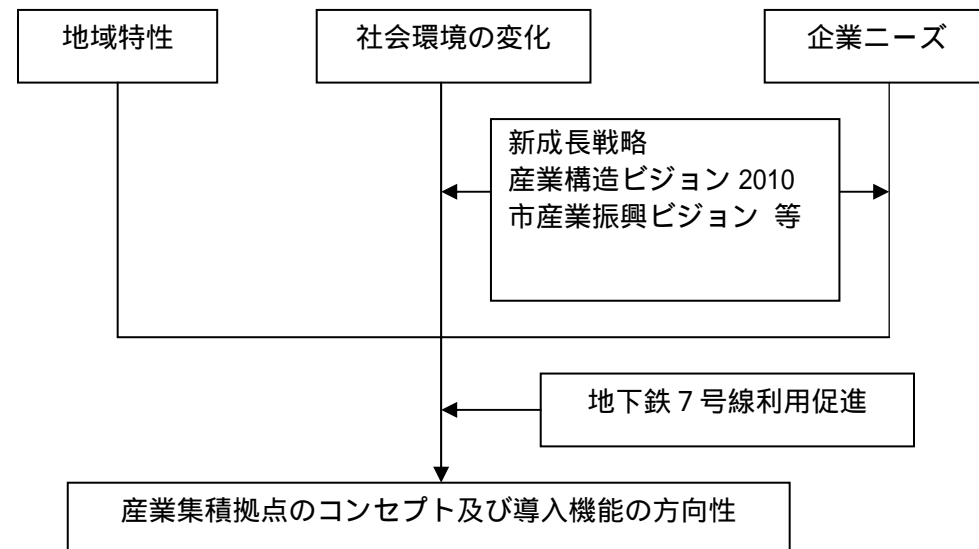 地域特性
社会環境の変化
企業ニーズ
新成長戦略
産業構造ビジョン 2010
市産業振興ビジョン 等
地下鉄7号線利用促進
産業集積拠点のコンセプト及び導入機能の方向性